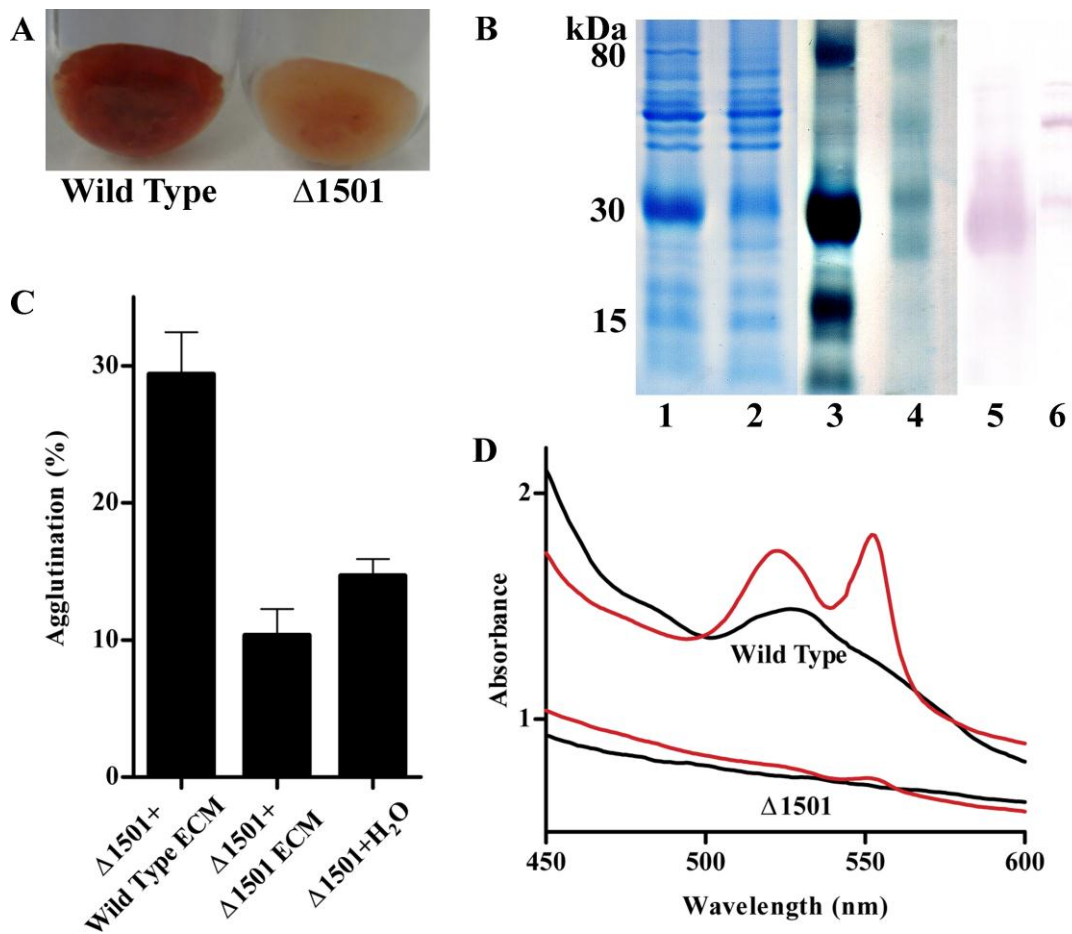 A
Wild Type
Δ1501
B
kDa
80
30
15
1 2 3 4 5 6
C
Agglutination (%)
30
20
10
0
Δ1501+
Wild Type ECM
Δ1501+
Δ1501 ECM
Δ1501+H₂O
D
Absorbance
2
1
Wild Type
Δ1501
450 500 550 600
Wavelength (nm)